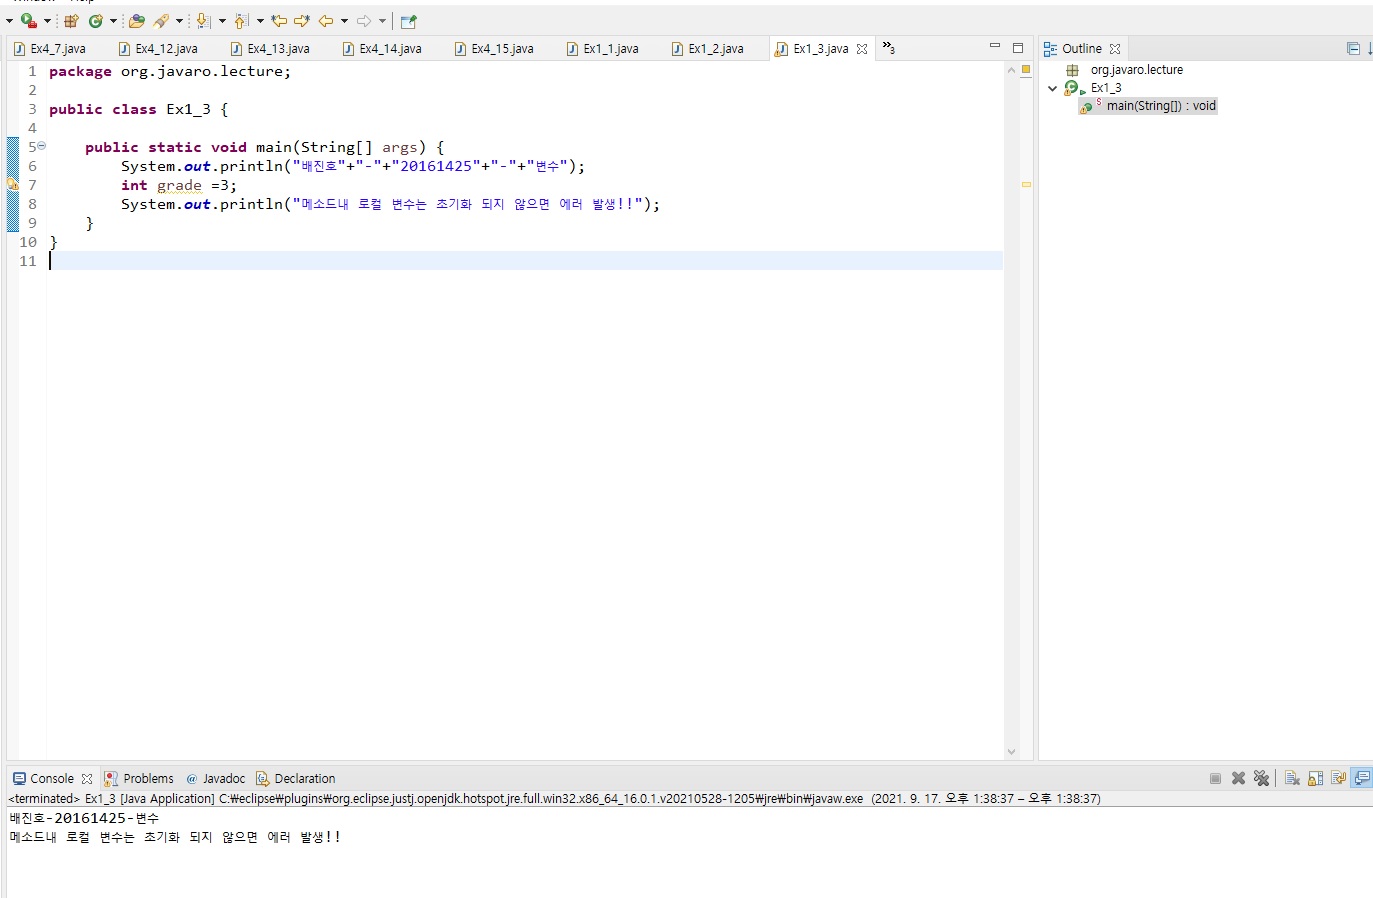 Ex4_7.java Ex4_12.java Ex4_13.java Ex4_14.java Ex4_15.java Ex1_1.java Ex1_2.java Ex1_3.java »3
1 package org.javaro.lecture;
2
3 public class Ex1_3 {
4
5 public static void main(String[] args) {
6 System.out.println("배진호"+"-"+"20161425"+"-"+"변수");
7 int grade =3;
8 System.out.println("메소드내 로컬 변수는 초기화 되지 않으면 에러 발생!!");
9 }
10 }
11
Outline
org.javaro.lecture
Ex1_3
main(String[]) : void
Console Problems @ Javadoc Declaration
<terminated> Ex1_3 [Java Application] C:₩eclipse₩plugins₩org.eclipse.justj.openjdk.hotspot.jre.full.win32.x86_64_16.0.1.v20210528-1205₩jre₩bin₩javaw.exe (2021. 9. 17. 오후 1:38:37 – 오후 1:38:37)
배진호-20161425-변수
메소드내 로컬 변수는 초기화 되지 않으면 에러 발생!!